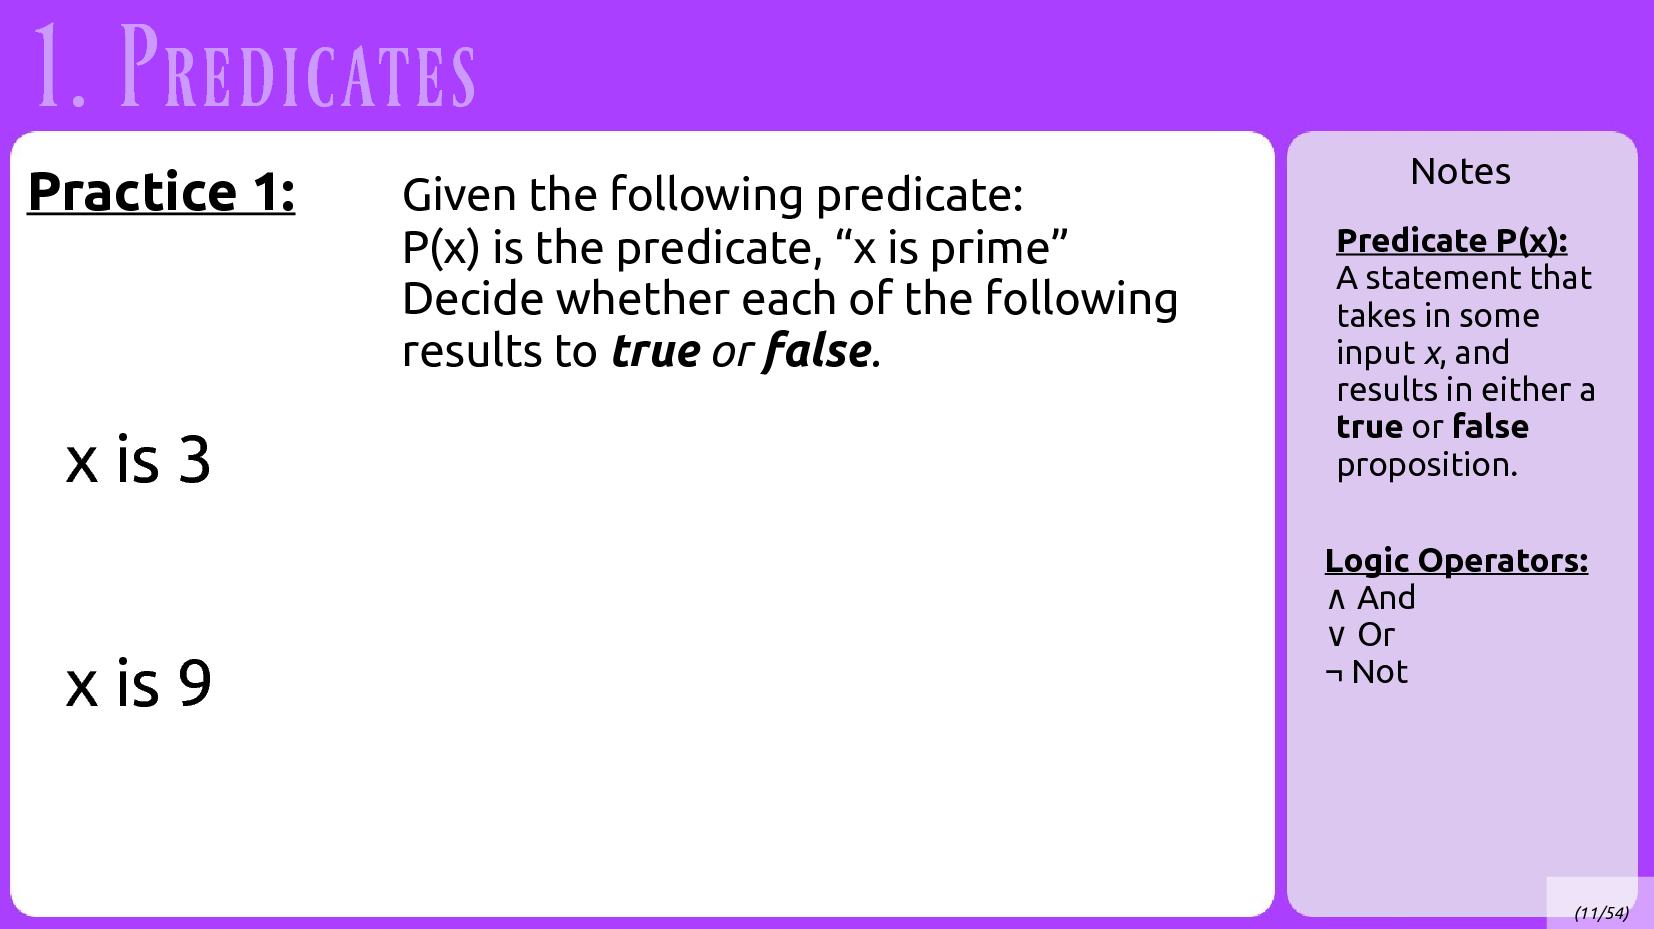 1. Predicates
Practice 1:
Given the following predicate:
P(x) is the predicate, “x is prime”
Decide whether each of the following
results to true or false.
x is 3
x is 9
Notes
Predicate P(x):
A statement that
takes in some
input x, and
results in either a
true or false
proposition.
Logic Operators:
∧ And
∨ Or
¬ Not
(11/54)